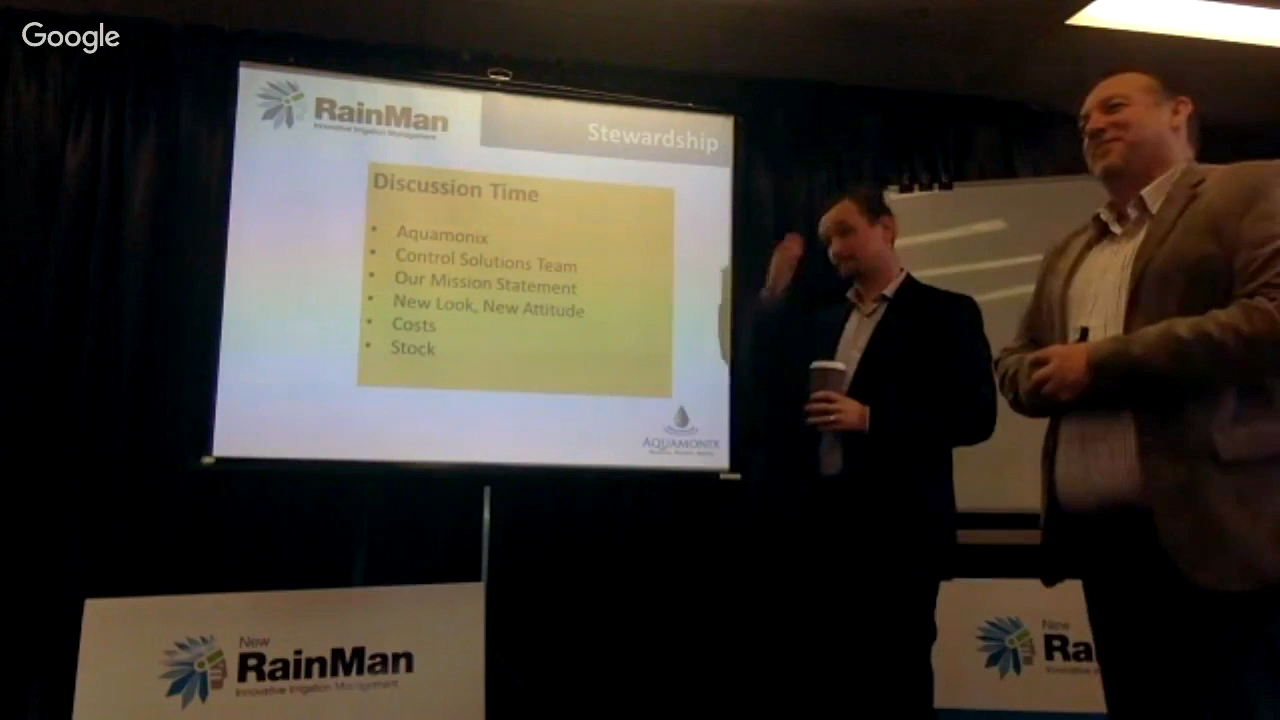 Google
RainMan
Innovative Irrigation Management
Stewardship
Discussion Time
• Aquamonix
• Control Solutions Team
• Our Mission Statement
• New Look, New Attitude
• Costs
• Stock
AQUAMONIX
New
RainMan
Innovative Irrigation Management
New
Ra
Innovative